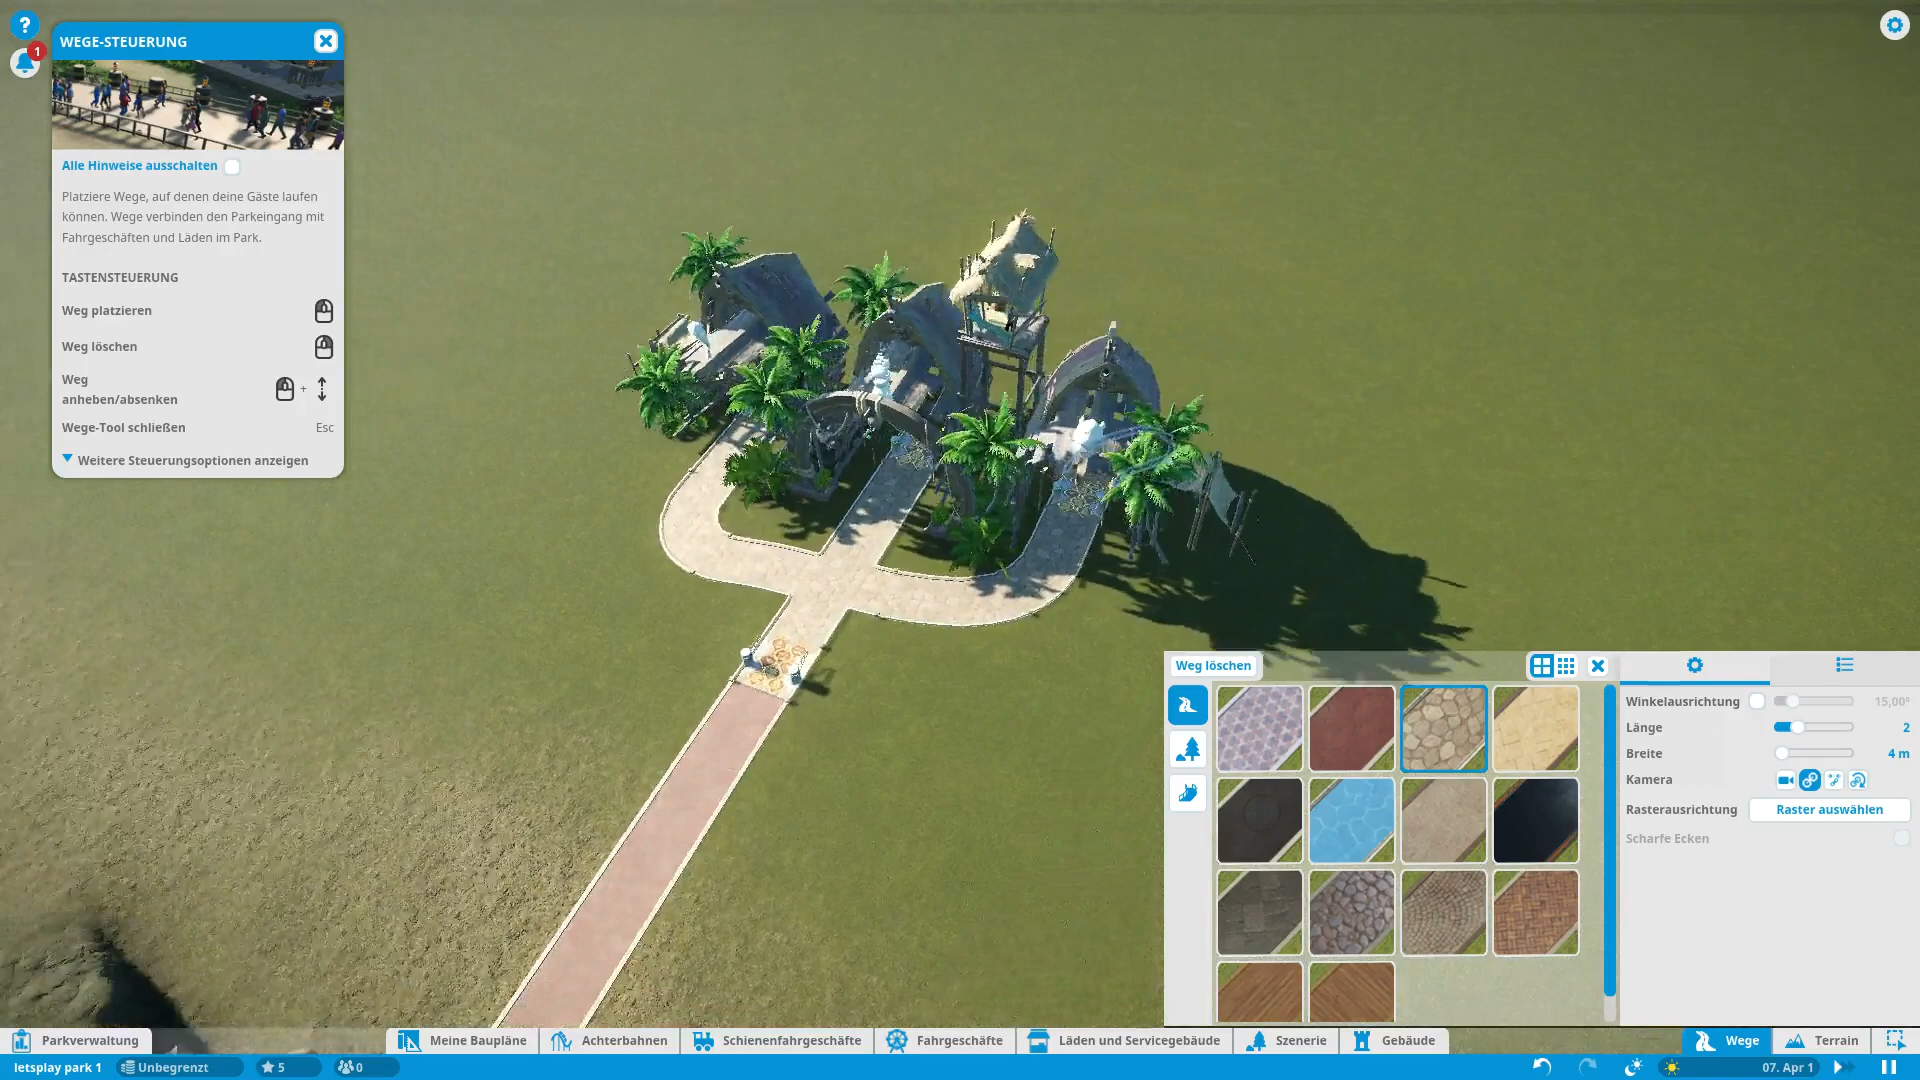 ?
1
WEGE-STEUERUNG
Alle Hinweise ausschalten
Platziere Wege, auf denen deine Gäste laufen
können. Wege verbinden den Parkeingang mit
Fahrgeschäften und Läden im Park.
TASTENSTEUERUNG
Weg platzieren
Weg löschen
Weg
anheben/absenken +
Wege-Tool schließen Esc
Weitere Steuerungsoptionen anzeigen
Weg löschen
Winkelausrichtung 15,00°
Länge 2
Breite 4 m
Kamera
Rasterausrichtung Raster auswählen
Scharfe Ecken
Parkverwaltung Meine Baupläne Achterbahnen Schienenfahrgeschäfte Fahrgeschäfte Läden und Servicegebäude Szenerie Gebäude Wege Terrain
letsplay park 1 Unbegrenzt 5 0 07. Apr 1